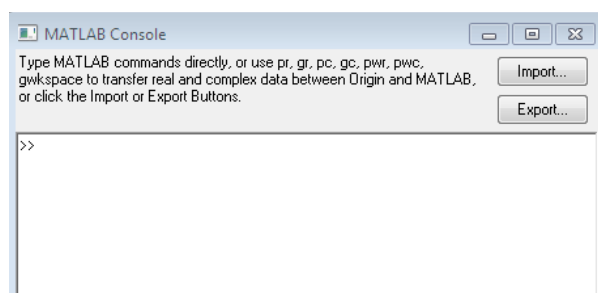 MATLAB Console
Type MATLAB commands directly, or use pr, gr, pc, gc, pwr, pwc,
gwkspace to transfer real and complex data between Origin and MATLAB,
or click the Import or Export Buttons.
Import...
Export...
>>